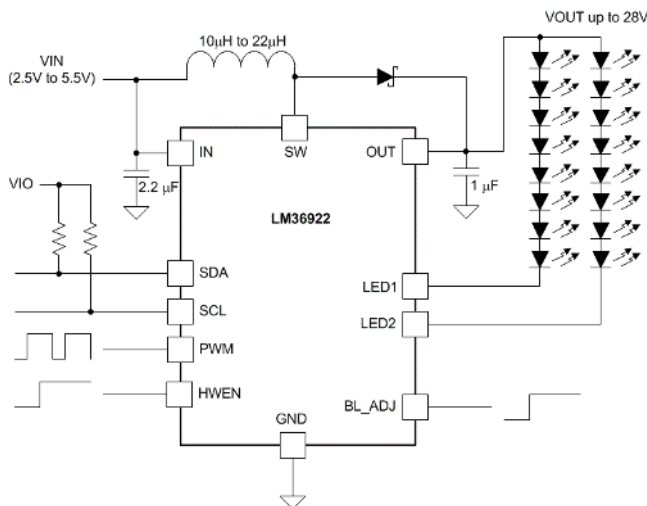 VOUT up to 28V
10µH to 22µH
VIN
(2.5V to 5.5V)
IN
SW
OUT
2.2 µF
1 µF
VIO
LM36922
SDA
LED1
SCL
LED2
PWM
HWEN
BL_ADJ
GND